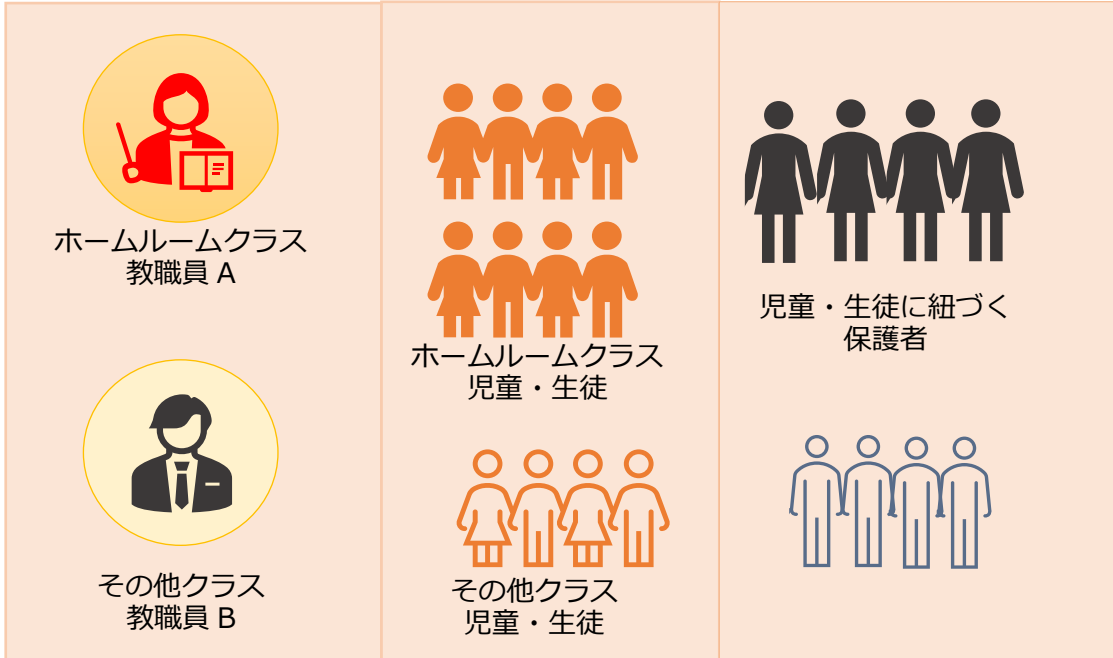 ホームルームクラス
教職員 A
その他クラス
教職員 B
ホームルームクラス
児童・生徒
その他クラス
児童・生徒
児童・生徒に紐づく
保護者